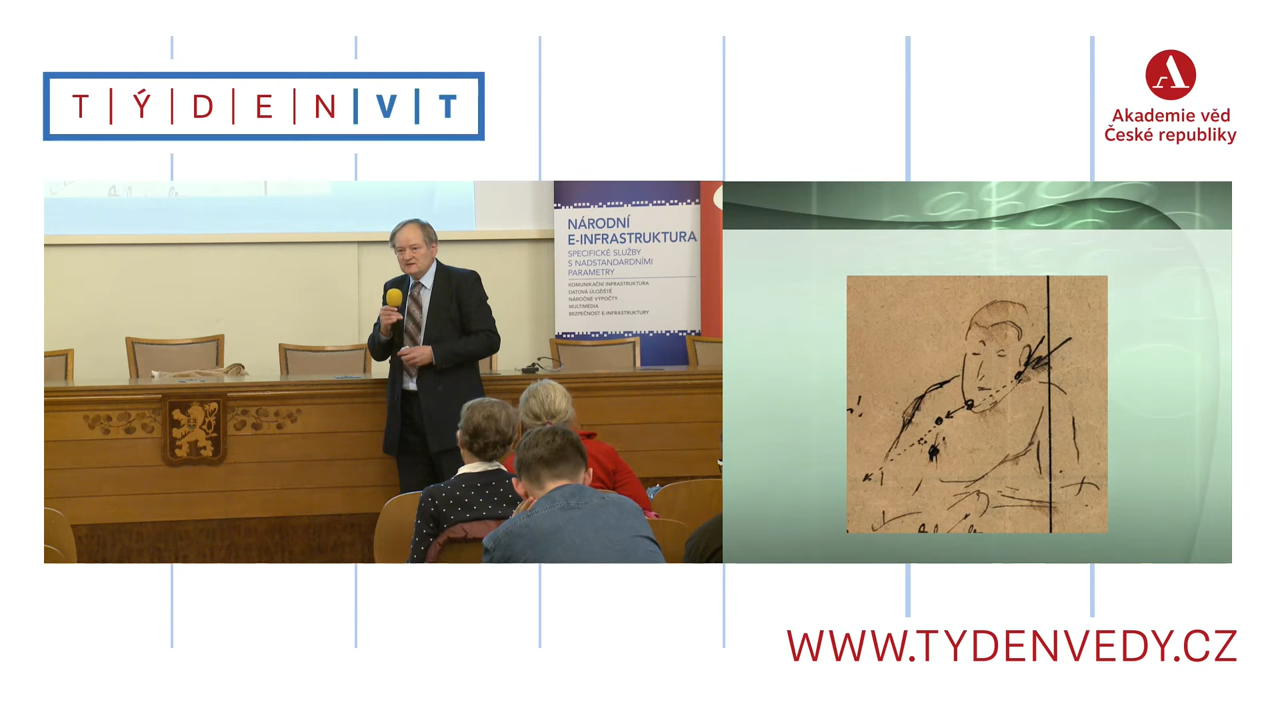 T|Ý|D|E|N|V|T
Akademie věd
České republiky
NÁRODNÍ
E-INFRASTRUKTURA
SPECIFICKÉ SLUŽBY
S NADSTANDARDNÍMI
PARAMETRY
KOMUNIKAČNÍ INFRASTRUKTURA
DATOVÁ ÚLOŽIŠTĚ
NÁROČNÉ VÝPOČTY
MULTIMÉDIA
BEZPEČNOST E-INFRASTRUKTURY
WWW.TYDENVEDY.CZ